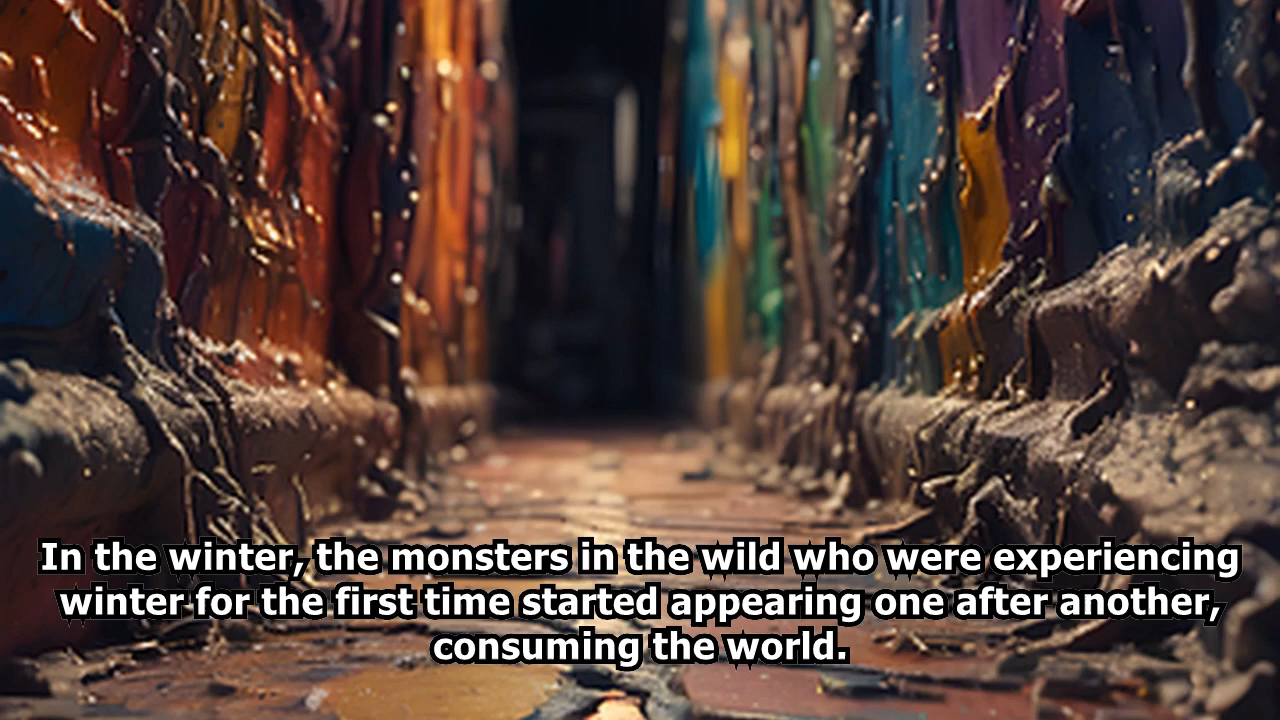 In the winter, the monsters in the wild who were experiencing
winter for the first time started appearing one after another,
consuming the world.